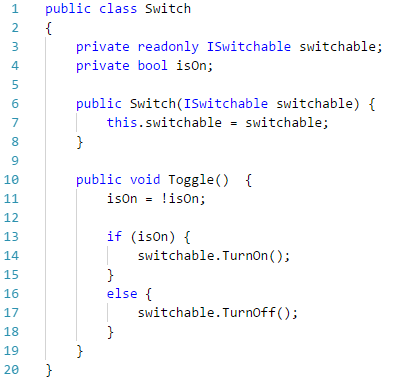 1 public class Switch
2 {
3     private readonly ISwitchable switchable;
4     private bool isOn;
5
6     public Switch(ISwitchable switchable) {
7         this.switchable = switchable;
8     }
9
10     public void Toggle()  {
11         isOn = !isOn;
12
13         if (isOn) {
14             switchable.TurnOn();
15         }
16         else {
17             switchable.TurnOff();
18         }
19     }
20 }